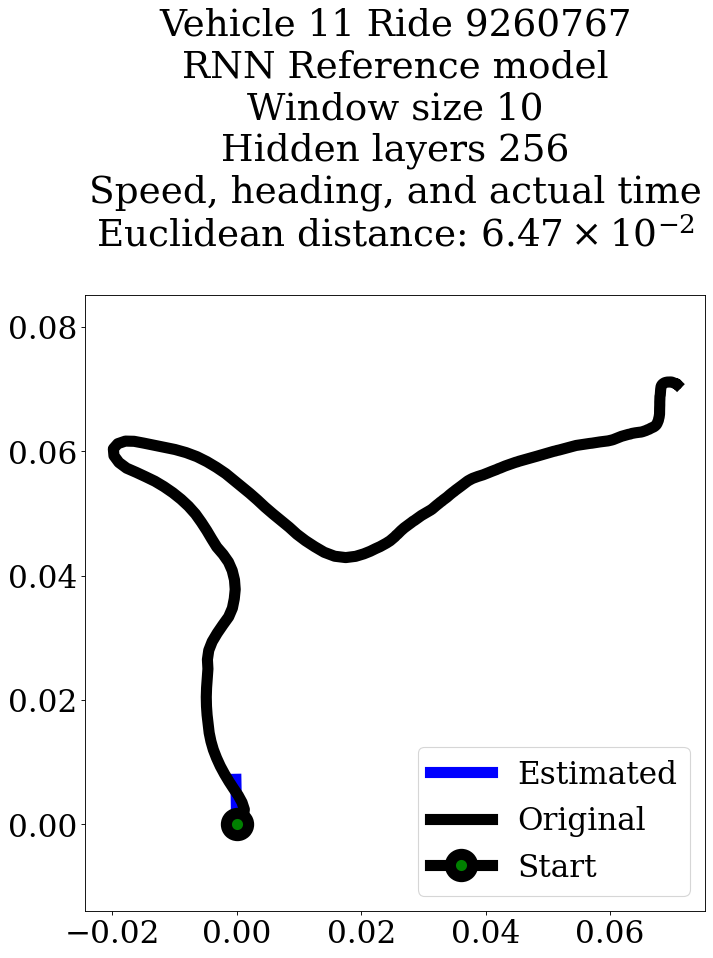 Vehicle 11 Ride 9260767
RNN Reference model
Window size 10
Hidden layers 256
Speed, heading, and actual time
Euclidean distance: 6.47 × 10⁻²
0.08
0.06
0.04
0.02
0.00
Estimated
Original
Start
−0.02 0.00 0.02 0.04 0.06